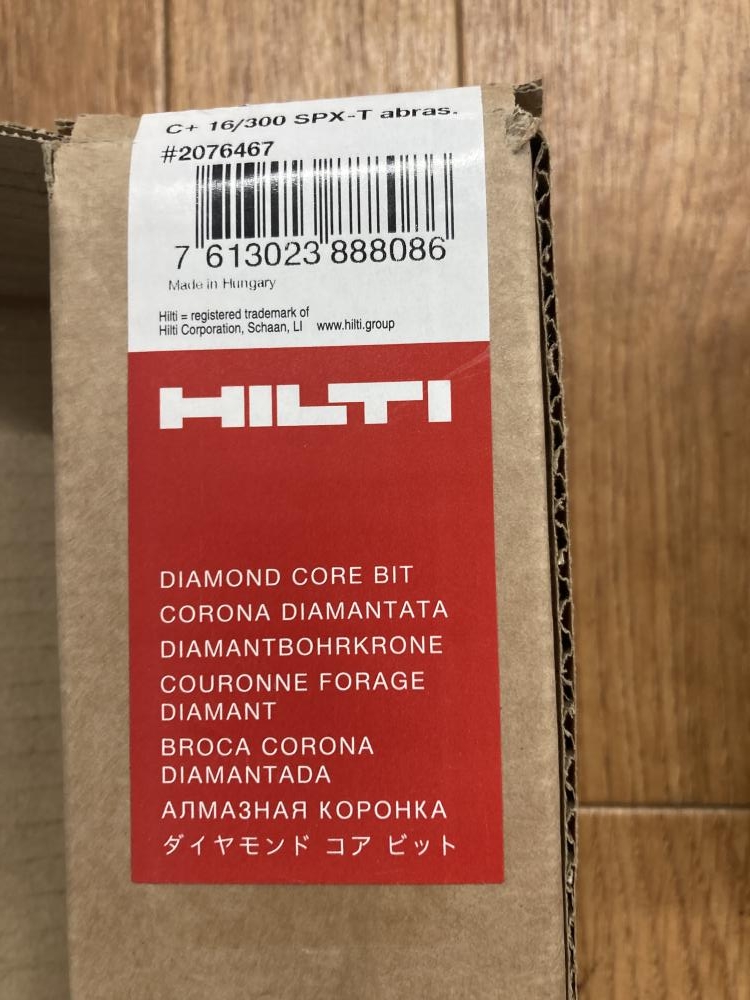 C+ 16/300 SPX-T abras.
#2076467
7 613023 888086
Made in Hungary
Hilti = registered trademark of
Hilti Corporation, Schaan, LI www.hilti.group
HILTI
DIAMOND CORE BIT
CORONA DIAMANTATA
DIAMANTBOHRKRONE
COURONNE FORAGE
DIAMANT
BROCA CORONA
DIAMANTADA
АЛМАЗНАЯ КОРОНКА
ダイヤモンド コア ビット